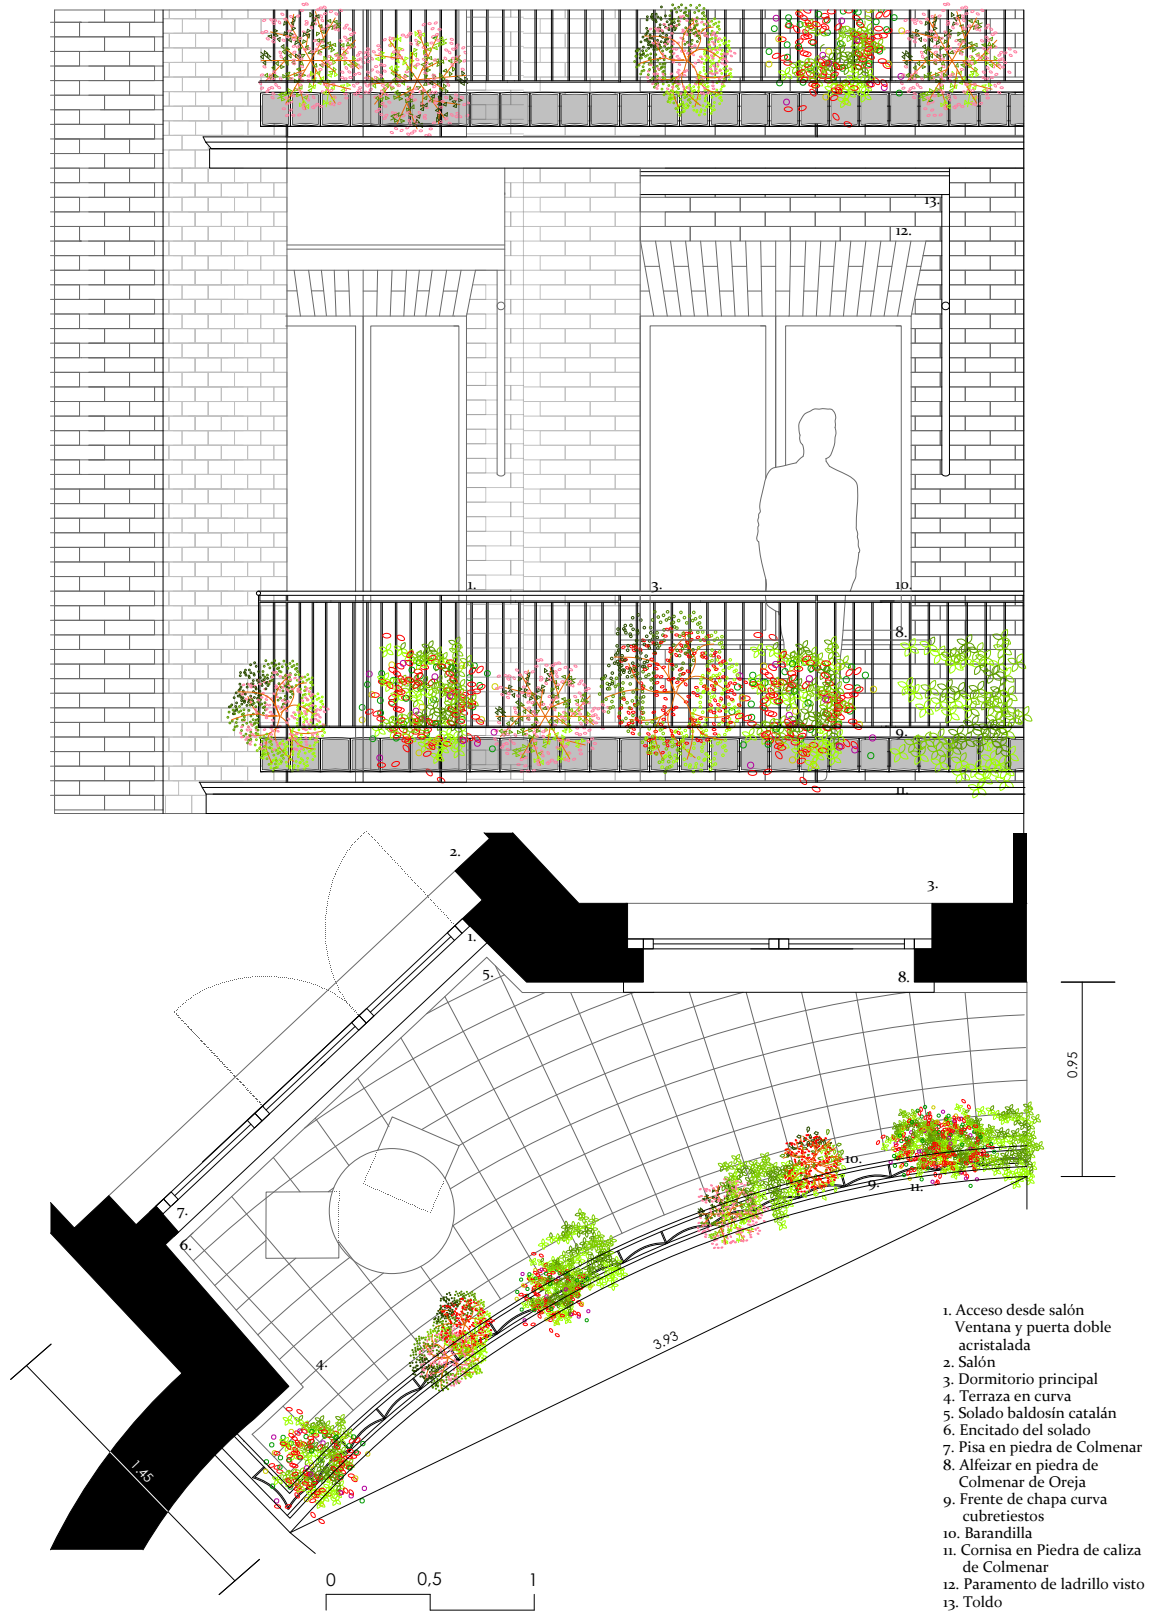 13.
12.
1.
3.
10.
8.
9.
11.
2.
3.
1.
5.
8.
0.95
10.
9.
11.
7.
6.
3.93
4.
1.45
0 0,5 1
1. Acceso desde salón
Ventana y puerta doble
acristalada
2. Salón
3. Dormitorio principal
4. Terraza en curva
5. Solado baldosín catalán
6. Encitado del solado
7. Pisa en piedra de Colmenar
8. Alfeizar en piedra de
Colmenar de Oreja
9. Frente de chapa curva
cubretiestos
10. Barandilla
11. Cornisa en Piedra de caliza
de Colmenar
12. Paramento de ladrillo visto
13. Toldo